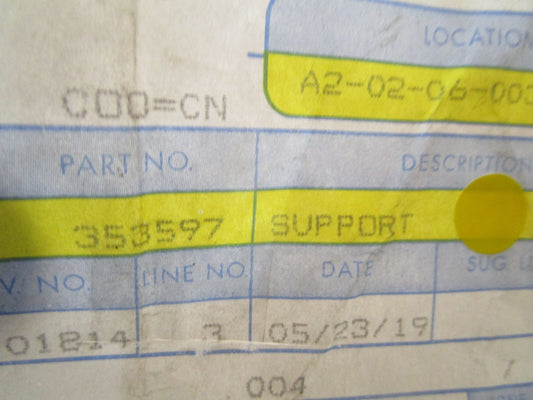 LOCATION
A2-02-06-003
COO=CN
PART NO. DESCRIPTION
353597 SUPPORT
V. NO. LINE NO. DATE SUG
01814 3 05/23/19
004